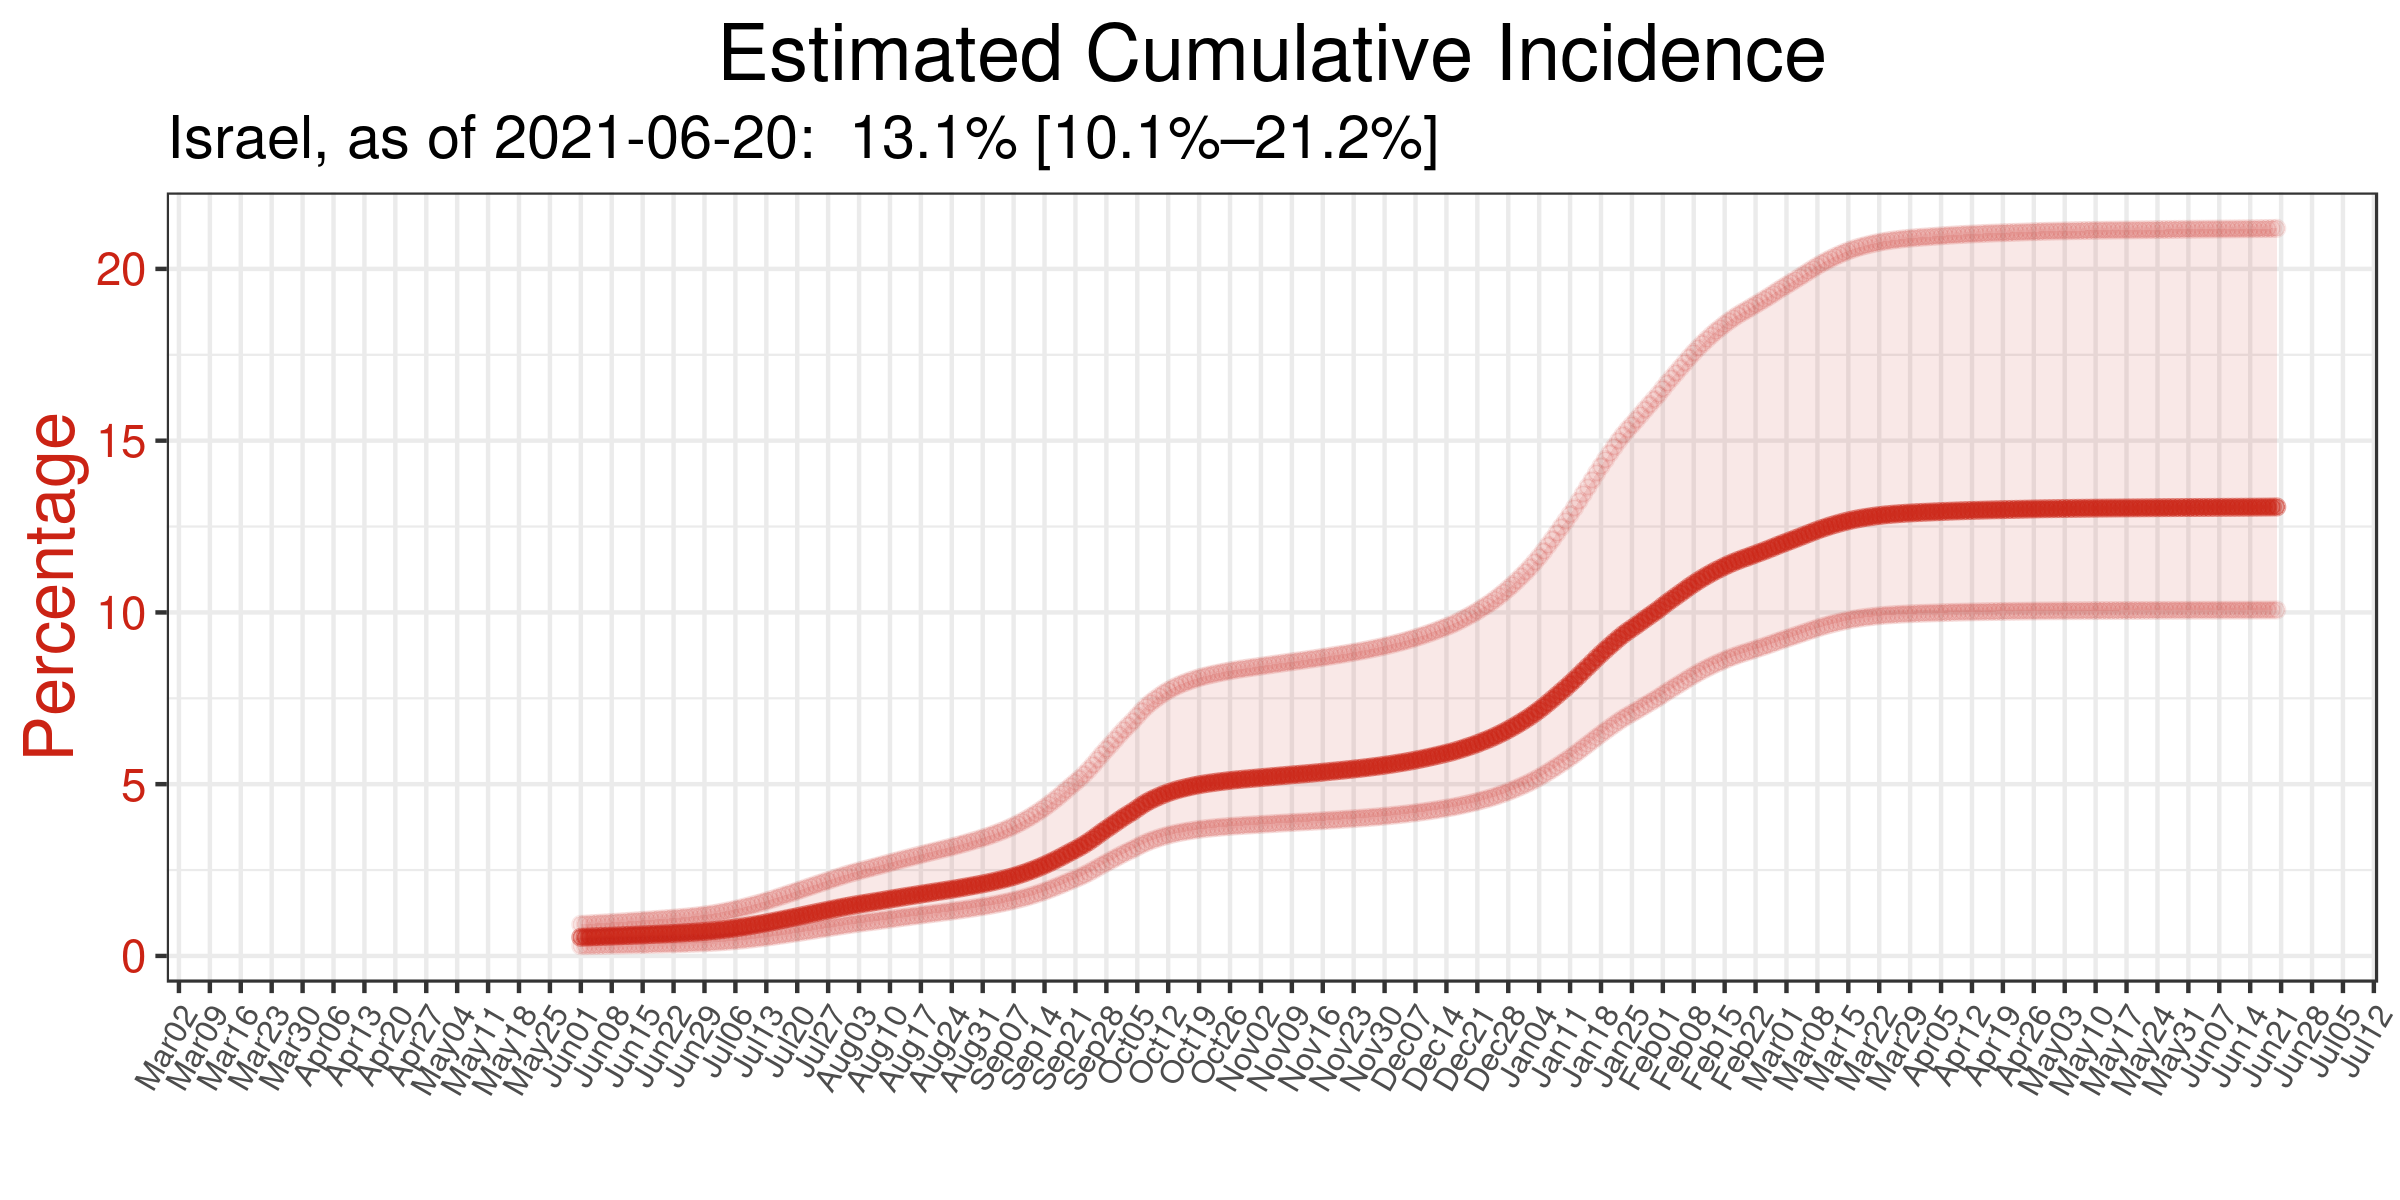 Estimated Cumulative Incidence
Israel, as of 2021-06-20:  13.1% [10.1%–21.2%]
Percentage
20
15
10
5
0
Mar02
Mar09
Mar16
Mar23
Mar30
Apr06
Apr13
Apr20
Apr27
May04
May11
May18
May25
Jun01
Jun08
Jun15
Jun22
Jun29
Jul06
Jul13
Jul20
Jul27
Aug03
Aug10
Aug17
Aug24
Aug31
Sep07
Sep14
Sep21
Sep28
Oct05
Oct12
Oct19
Oct26
Nov02
Nov09
Nov16
Nov23
Nov30
Dec07
Dec14
Dec21
Dec28
Jan04
Jan11
Jan18
Jan25
Feb01
Feb08
Feb15
Feb22
Mar01
Mar08
Mar15
Mar22
Mar29
Apr05
Apr12
Apr19
Apr26
May03
May10
May17
May24
May31
Jun07
Jun14
Jun21
Jun28
Jul05
Jul12